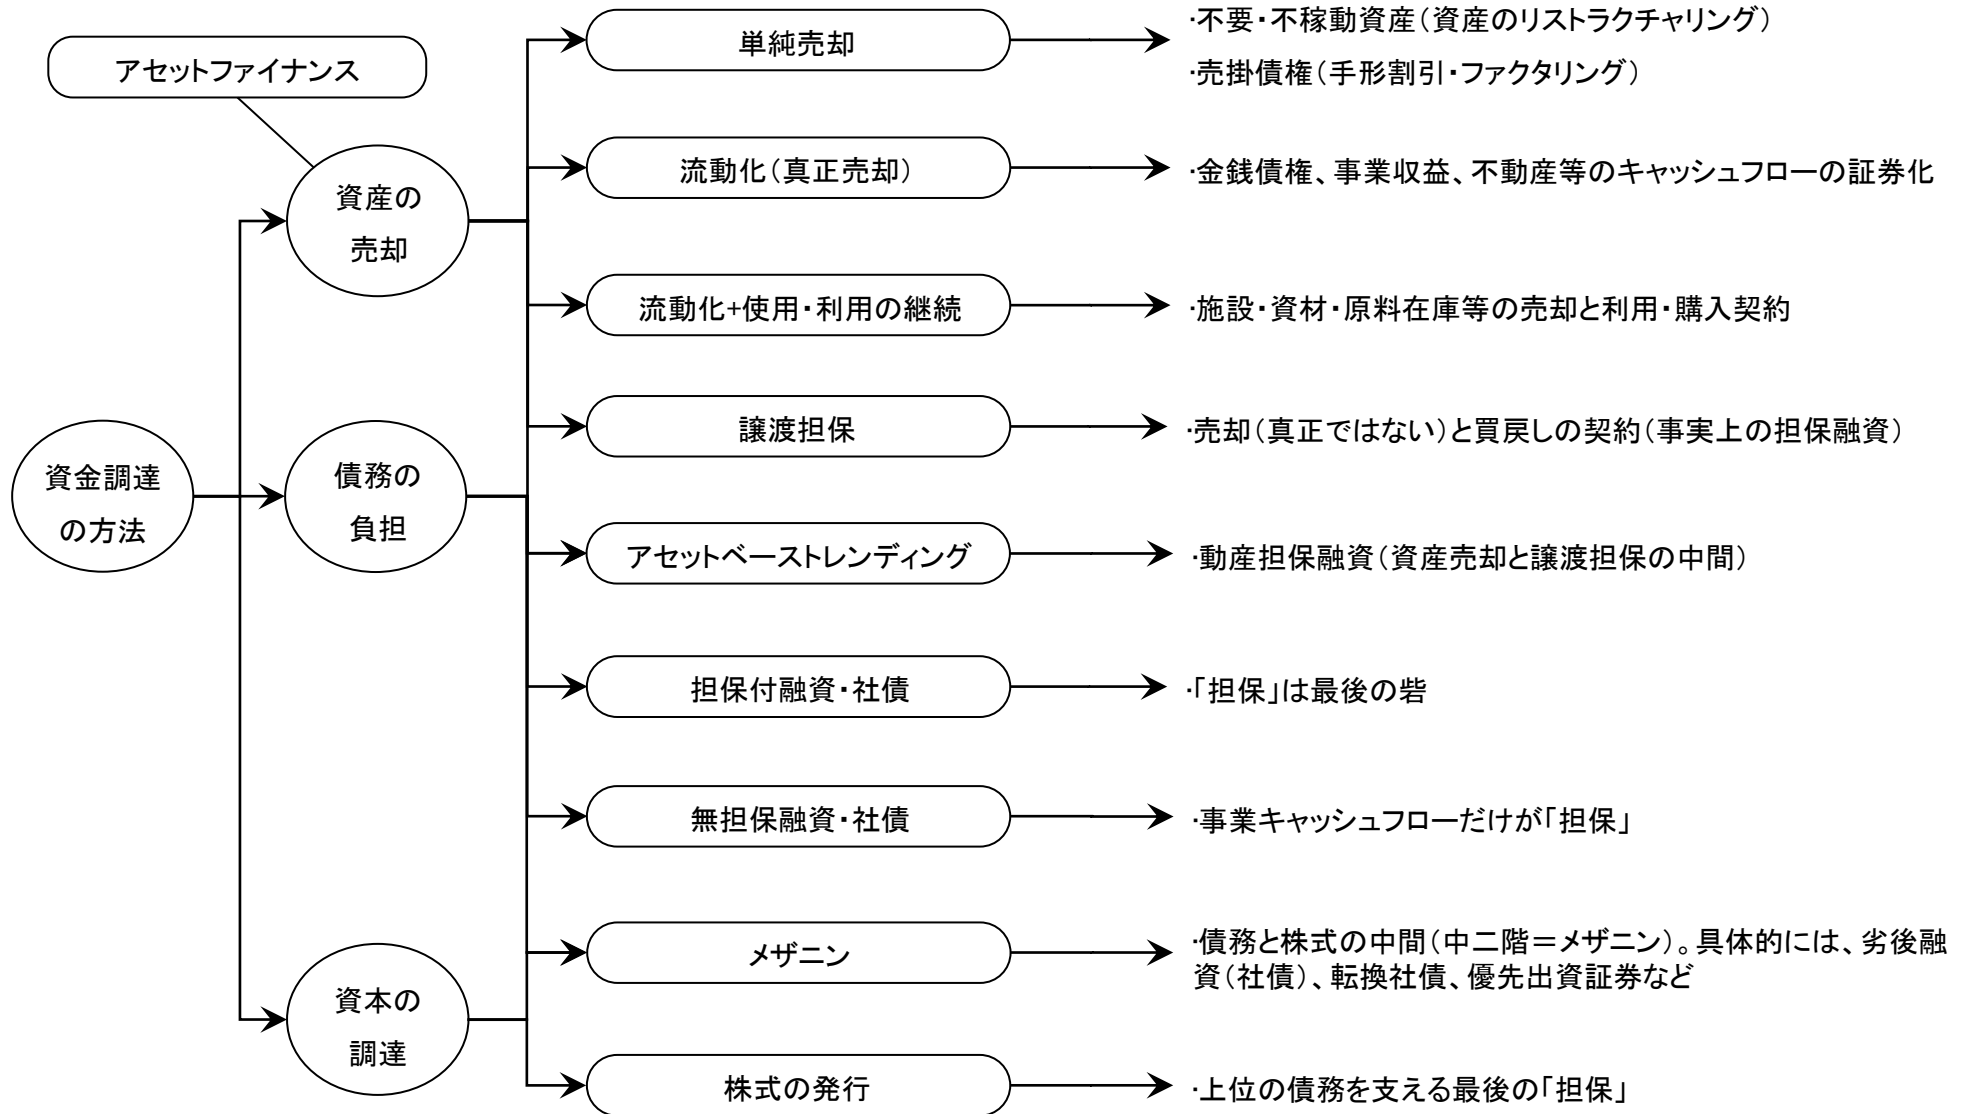 アセットファイナンス
資金調達
の方法
資産の
売却
債務の
負担
資本の
調達
単純売却
・不要・不稼動資産(資産のリストラクチャリング)
・売掛債権(手形割引・ファクタリング)
流動化(真正売却)
・金銭債権、事業収益、不動産等のキャッシュフローの証券化
流動化+使用・利用の継続
・施設・資材・原料在庫等の売却と利用・購入契約
譲渡担保
・売却(真正ではない)と買戻しの契約(事実上の担保融資)
アセットベーストレンディング
・動産担保融資(資産売却と譲渡担保の中間)
担保付融資・社債
・「担保」は最後の砦
無担保融資・社債
・事業キャッシュフローだけが「担保」
メザニン
・債務と株式の中間(中二階=メザニン)。具体的には、劣後融
資(社債)、転換社債、優先出資証券など
株式の発行
・上位の債務を支える最後の「担保」